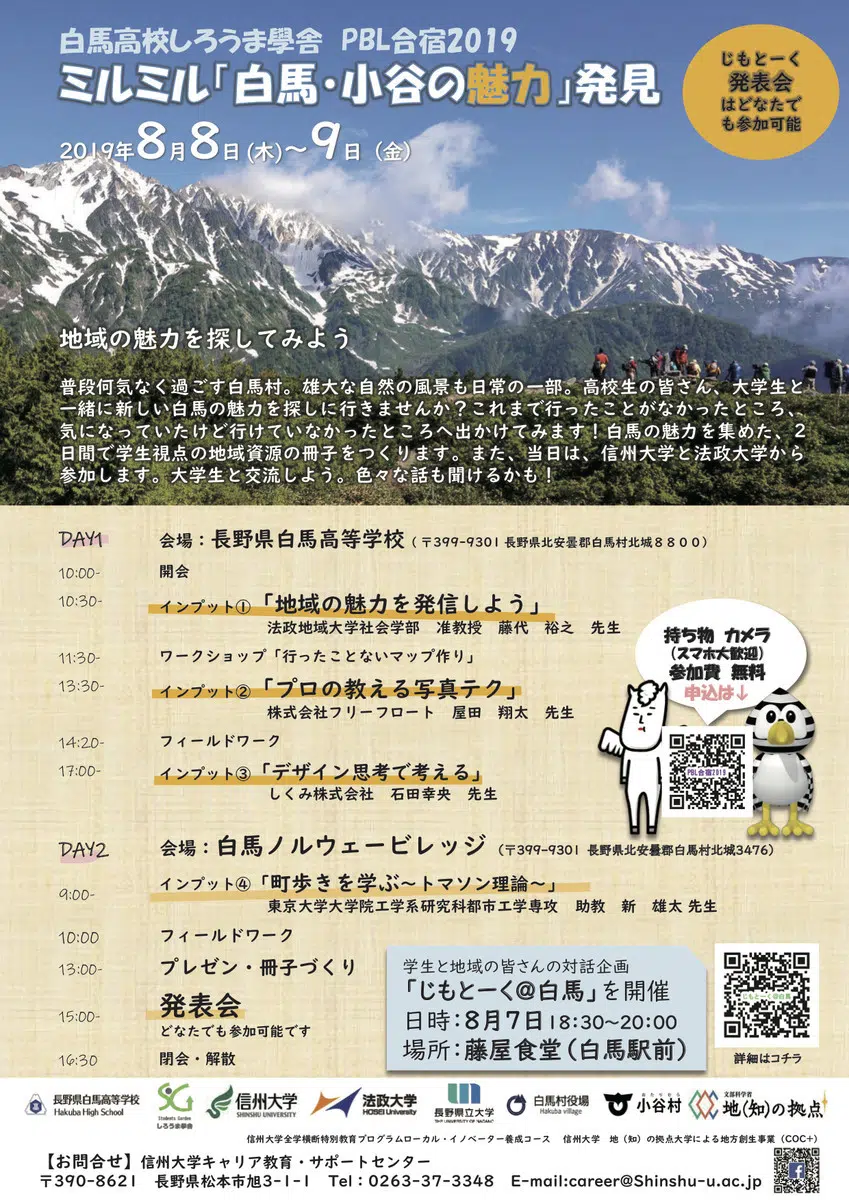 白馬高校しろうま學舎 PBL合宿2019
ミルミル「白馬・小谷の魅力」発見
2019年8月8日(木)～9日（金）
じもとーく
発表会
はどなたで
も参加可能
地域の魅力を探してみよう
普段何気なく過ごす白馬村。雄大な自然の風景も日常の一部。高校生の皆さん、大学生と
一緒に新しい白馬の魅力を探しに行きませんか？これまで行ったことがなかったところ、
気になっていたけど行けていなかったところへ出かけてみます！白馬の魅力を集めた、２
日間で学生視点の地域資源の冊子をつくります。また、当日は、信州大学と法政大学から
参加します。大学生と交流しよう。色々な話も聞けるかも！
DAY1 会場：長野県白馬高等学校（〒399-9301 長野県北安曇郡白馬村北城８８００）
10:00- 開会
10:30- インプット①「地域の魅力を発信しよう」
法政地域大学社会学部 准教授 藤代 裕之 先生
11:30- ワークショップ「行ったことないマップ作り」
13:30- インプット②「プロの教える写真テク」
株式会社フリーフロート 屋田 翔太 先生
14:20- フィールドワーク
17:00- インプット③「デザイン思考で考える」
しくみ株式会社 石田幸央 先生
持ち物 カメラ
（スマホ大歓迎）
参加費 無料
申込は↓
PBL合宿2019
DAY2 会場：白馬ノルウェービレッジ（〒399-9301 長野県北安曇郡白馬村北城3476）
9:00- インプット④「町歩きを学ぶ～トマソン理論～」
東京大学大学院工学系研究科都市工学専攻 助教 新 雄太 先生
10:00 フィールドワーク
13:00- プレゼン・冊子づくり
15:00- 発表会
どなたでも参加可能です
16:30 閉会・解散
学生と地域の皆さんの対話企画
「じもとーく@白馬」を開催
日時：8月7日18:30～20:00
場所：藤屋食堂（白馬駅前）
じもとーく@白馬
詳細はコチラ
長野県白馬高等学校
Hakuba High School
SG
Students Garden
しろうま學舎
信州大学
SHINSHU UNIVERSITY
法政大学
HOSEI University
長野県立大学
THE UNIVERSITY OF NAGANO
白馬村役場
Hakuba village
おたりむら
小谷村
文部科学省
地(知)の拠点
信州大学全学横断特別教育プログラムローカル・イノベーター養成コース 信州大学 地（知）の拠点大学による地方創生事業（COC+）
【お問合せ】信州大学キャリア教育・サポートセンター
〒390-8621 長野県松本市旭3-1-1 Tel：0263-37-3348 E-mail:career@Shinshu-u.ac.jp